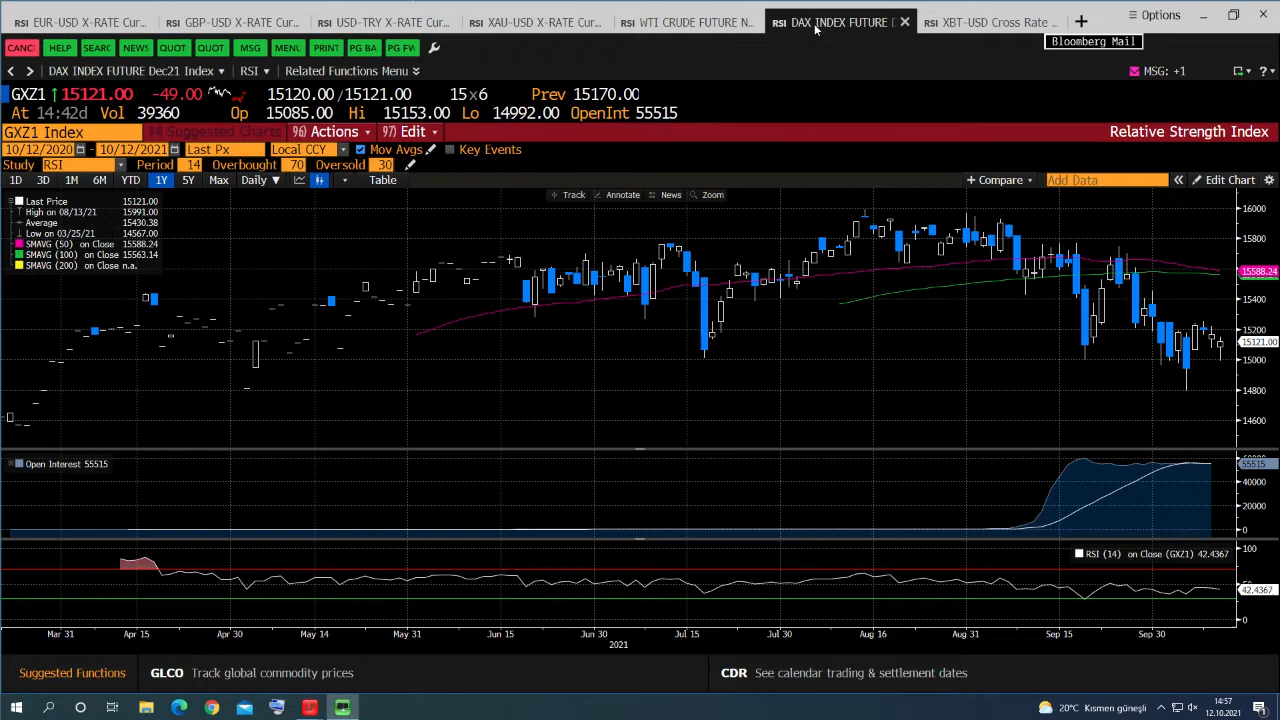 RSI EUR-USD X-RATE Cur... RSI GBP-USD X-RATE Cur... RSI USD-TRY X-RATE Cur... RSI XAU-USD X-RATE Cur... RSI WTI CRUDE FUTURE N... RSI DAX INDEX FUTURE D RSI XBT-USD Cross Rate ... Options
CANC HELP SEARC NEWS QUOT QUOT MSG MENU PRINT PG BA PG FW Bloomberg Mail
DAX INDEX FUTURE Dec21 Index RSI Related Functions Menu MSG: +1
GXZ1 ↑ 15121.00 -49.00 15120.00/15121.00 15×6 Prev 15170.00
At 14:42d Vol 39360 Op 15085.00 Hi 15153.00 Lo 14992.00 OpenInt 55515
GXZ1 Index 94) Suggested Charts 96) Actions 97) Edit Relative Strength Index
10/12/2020 - 10/12/2021 Last Px Local CCY Mov Avgs Key Events
Study RSI Period 14 Overbought 70 Oversold 30
1D 3D 1M 6M YTD 1Y 5Y Max Daily ▼ Table + Compare Add Data « Edit Chart
Track Annotate News Zoom
Last Price 15121.00
High on 08/13/21 15991.00
Average 15430.38
Low on 03/25/21 14567.00
SMAVG (50) on Close 15588.24
SMAVG (100) on Close 15563.14
SMAVG (200) on Close n.a.
16000
15800
15588.24
15400
15200
15121.00
15000
14800
14600
Open Interest 55515
55515
40000
20000
0
RSI (14) on Close (GXZ1) 42.4367
100
42.4367
0
Mar 31 Apr 15 Apr 30 May 14 May 31 Jun 15 Jun 30 Jul 15 Jul 30 Aug 16 Aug 31 Sep 15 Sep 30
2021
Suggested Functions GLCO Track global commodity prices CDR See calendar trading & settlement dates
20°C Kısmen güneşli 14:57
12.10.2021